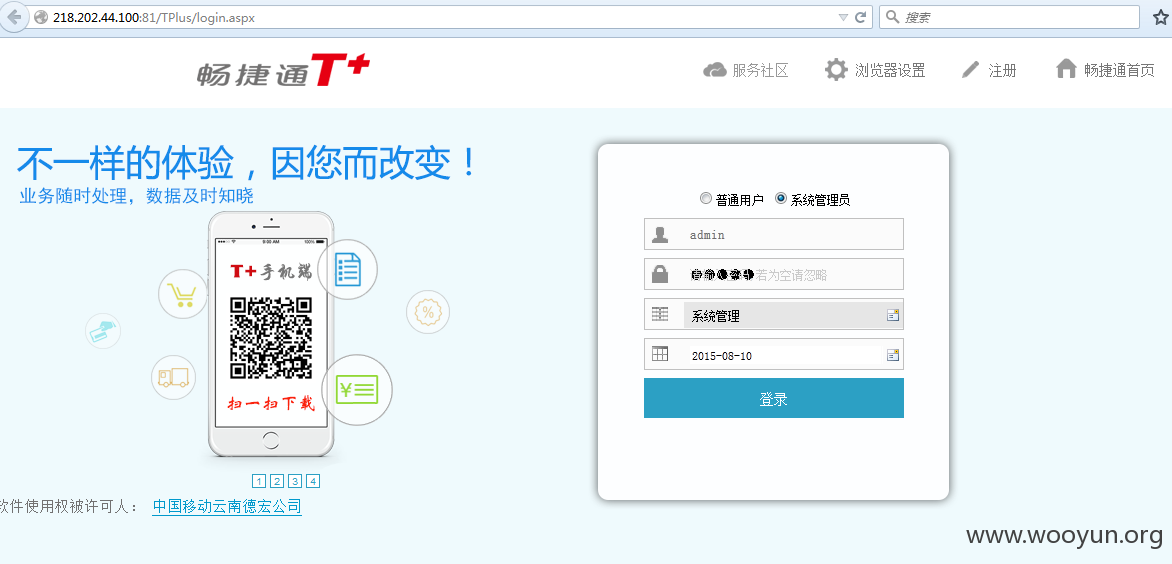 218.202.44.100:81/TPlus/login.aspx
搜索
畅捷通T+
服务社区
浏览器设置
注册
畅捷通首页
不一样的体验，因您而改变！
业务随时处理，数据及时知晓
9:00 AM
100%
T+手机端
%
¥
扫一扫下载
1 2 3 4
软件使用权被许可人： 中国移动云南德宏公司
普通用户 系统管理员
admin
若为空请忽略
系统管理
2015-08-10
登录
www.wooyun.org